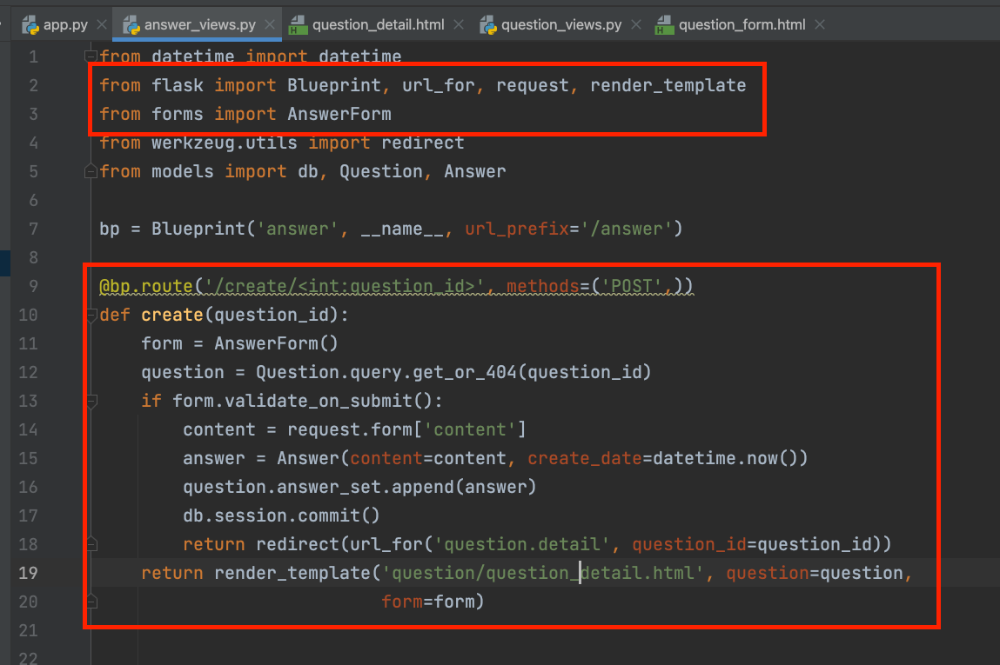 app.py answer_views.py question_detail.html question_views.py question_form.html
1 from datetime import datetime
2 from flask import Blueprint, url_for, request, render_template
3 from forms import AnswerForm
4 from werkzeug.utils import redirect
5 from models import db, Question, Answer
6
7 bp = Blueprint('answer', __name__, url_prefix='/answer')
8
9 @bp.route('/create/<int:question_id>', methods=('POST',))
10 def create(question_id):
11     form = AnswerForm()
12     question = Question.query.get_or_404(question_id)
13     if form.validate_on_submit():
14         content = request.form['content']
15         answer = Answer(content=content, create_date=datetime.now())
16         question.answer_set.append(answer)
17         db.session.commit()
18         return redirect(url_for('question.detail', question_id=question_id))
19     return render_template('question/question_detail.html', question=question,
20                            form=form)
21
22